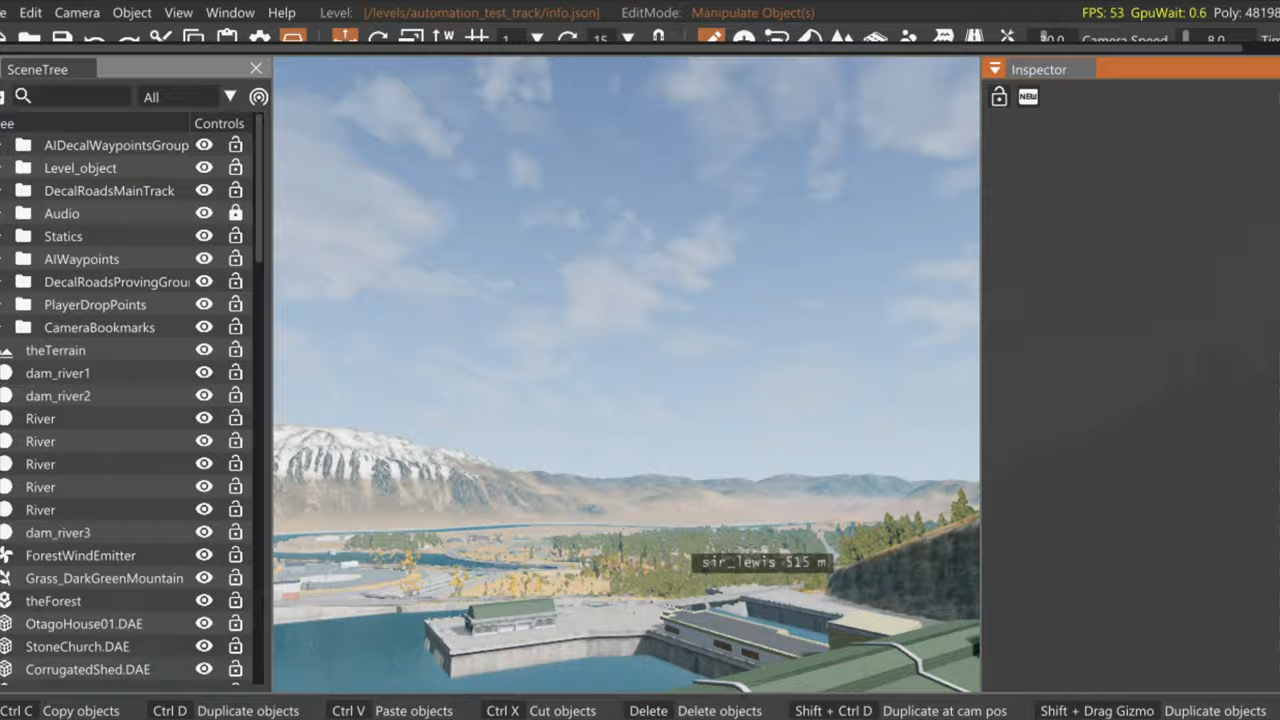 Edit Camera Object View Window Help Level: [/levels/automation_test_track/info.json] EditMode: Manipulate Object(s) FPS: 53 GpuWait: 0.6 Poly: 48198
1 15 30.0 Camera Speed 8.0
SceneTree
Inspector
All
NEW
Controls
AIDecalWaypointsGroup
Level_object
DecalRoadsMainTrack
Audio
Statics
AIWaypoints
DecalRoadsProvingGrou
PlayerDropPoints
CameraBookmarks
theTerrain
dam_river1
dam_river2
River
River
River
River
River
dam_river3
ForestWindEmitter
Grass_DarkGreenMountain
theForest
OtagoHouse01.DAE
StoneChurch.DAE
CorrugatedShed.DAE
sir_lewis 515 m
Ctrl C Copy objects Ctrl D Duplicate objects Ctrl V Paste objects Ctrl X Cut objects Delete Delete objects Shift + Ctrl D Duplicate at cam pos Shift + Drag Gizmo Duplicate objects